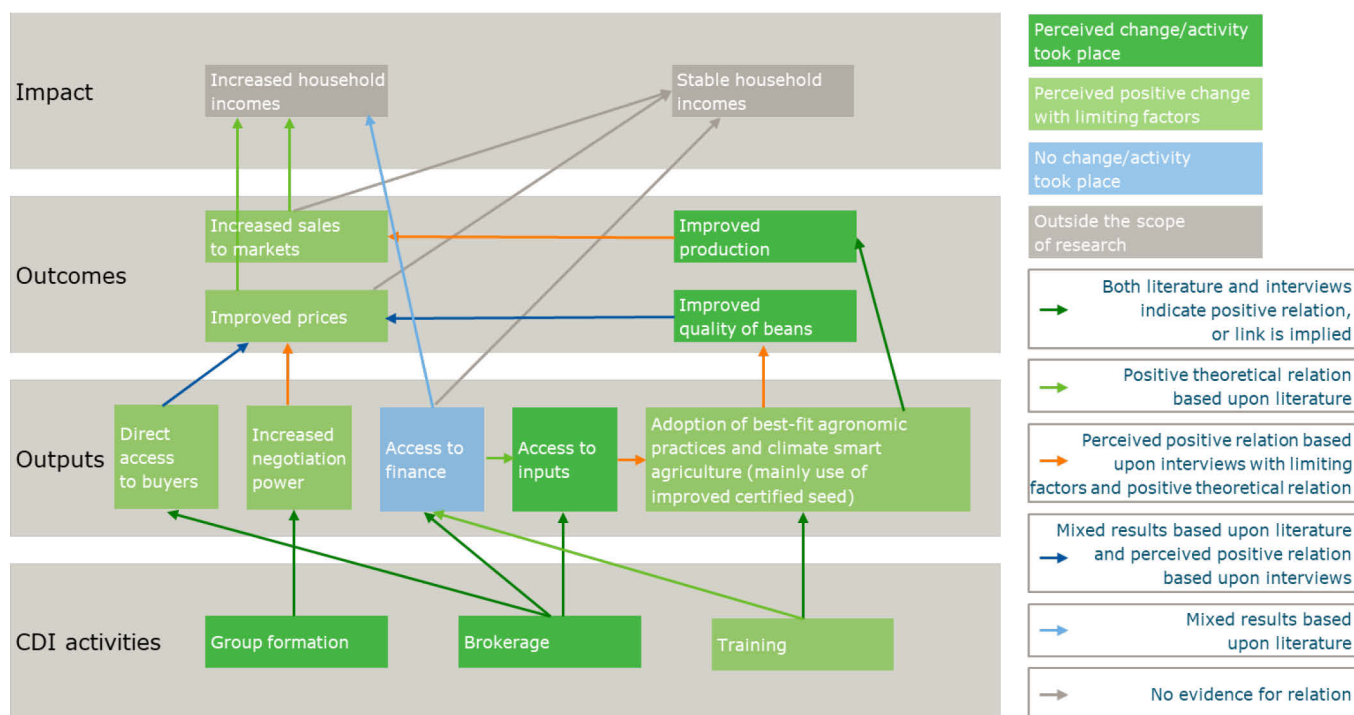 Impact
Increased household
incomes
Stable household
incomes
Outcomes
Increased sales
to markets
Improved
production
Improved prices
Improved
quality of beans
Outputs
Direct
access
to buyers
Increased
negotiation
power
Access to
finance
Access to
inputs
Adoption of best-fit agronomic
practices and climate smart
agriculture (mainly use of
improved certified seed)
CDI activities
Group formation
Brokerage
Training
Perceived change/activity
took place
Perceived positive change
with limiting factors
No change/activity
took place
Outside the scope
of research
Both literature and interviews
indicate positive relation,
or link is implied
Positive theoretical relation
based upon literature
Perceived positive relation based
upon interviews with limiting
factors and positive theoretical relation
Mixed results based upon literature
and perceived positive relation
based upon interviews
Mixed results based
upon literature
No evidence for relation